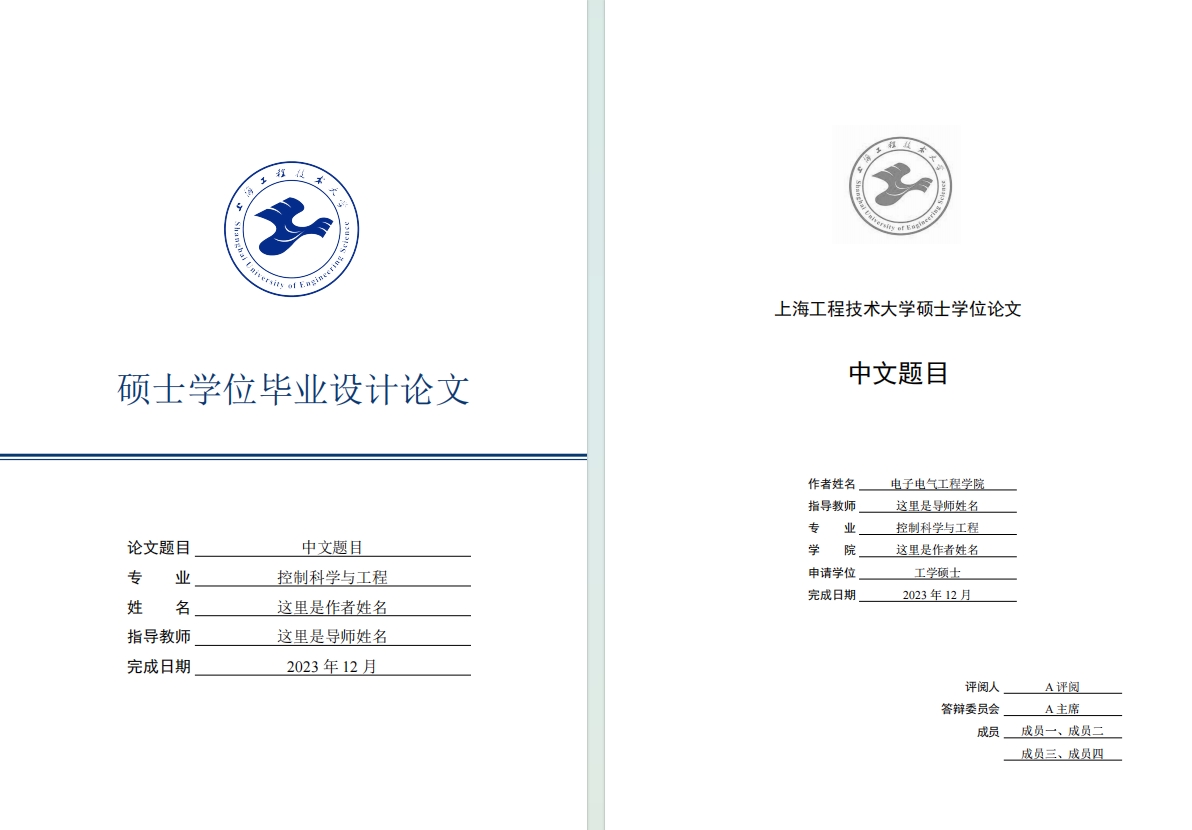 上海工程技术大学
Shanghai University of Engineering Science
硕士学位毕业设计论文
论文题目 中文题目
专 业 控制科学与工程
姓 名 这里是作者姓名
指导教师 这里是导师姓名
完成日期 2023 年 12 月
上海工程技术大学
Shanghai University of Engineering Science
上海工程技术大学硕士学位论文
中文题目
作者姓名 电子电气工程学院
指导教师 这里是导师姓名
专 业 控制科学与工程
学 院 这里是作者姓名
申请学位 工学硕士
完成日期 2023 年 12 月
评阅人 A 评阅
答辩委员会 A 主席
成员 成员一、成员二
成员三、成员四